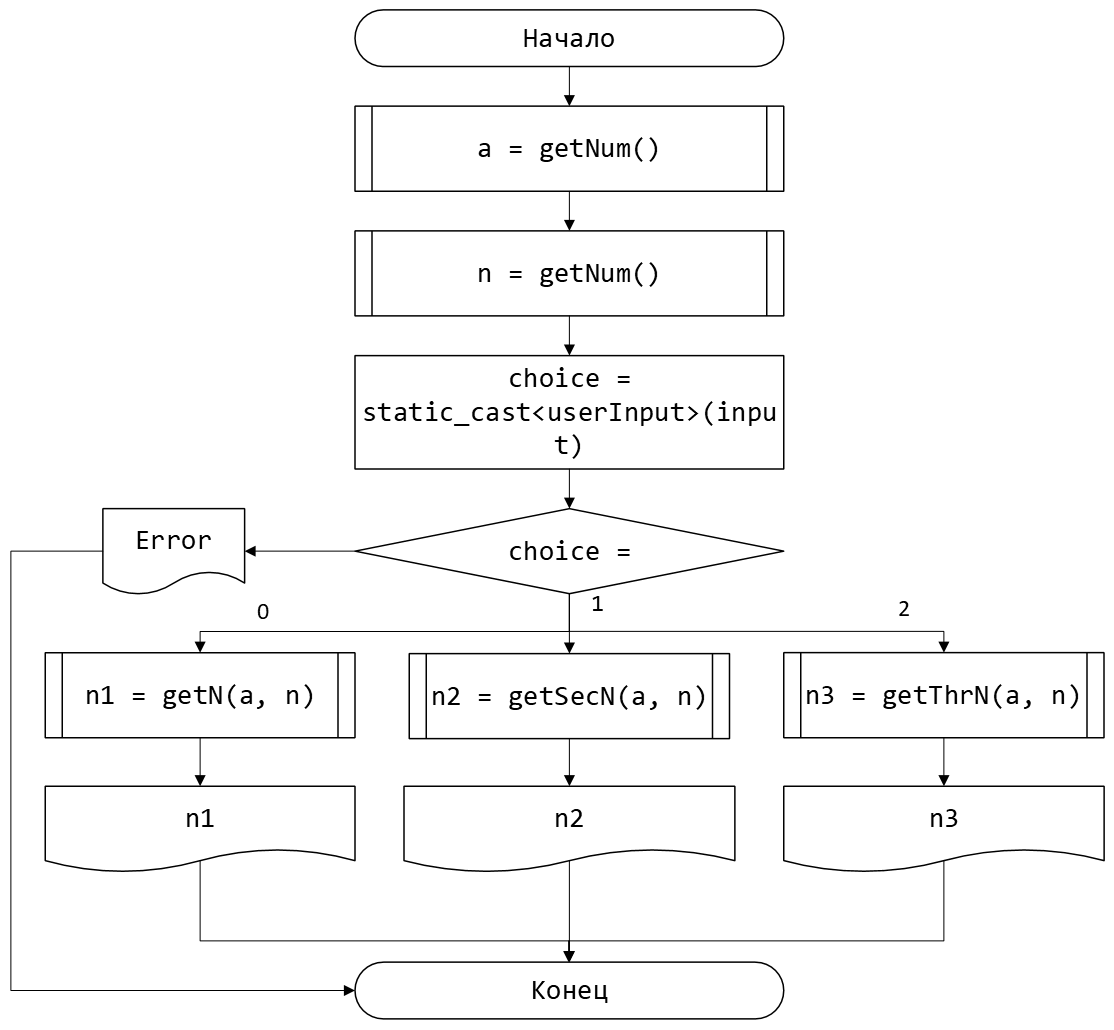 Начало
a = getNum()
n = getNum()
choice =
static_cast<userInput>(inpu
t)
choice =
Error
0
1
2
n1 = getN(a, n)
n2 = getSecN(a, n)
n3 = getThrN(a, n)
n1
n2
n3
Конец